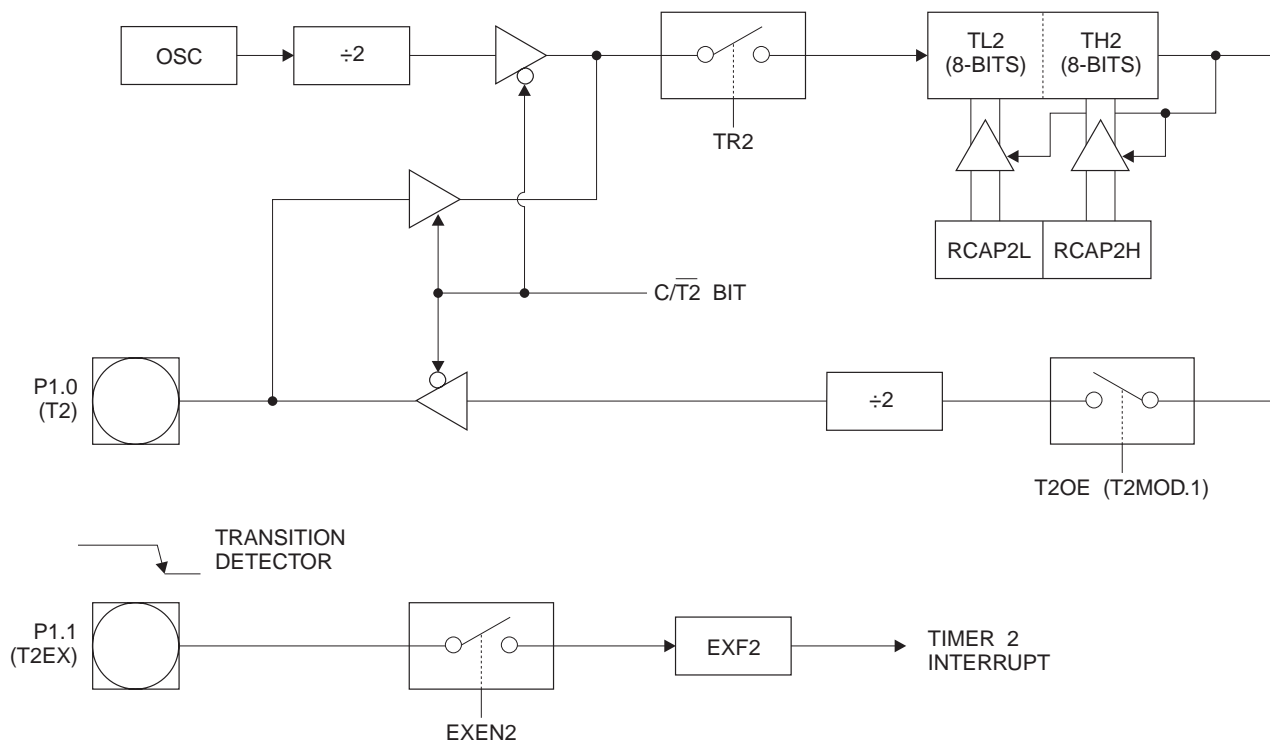 OSC
÷2
TR2
TL2
(8-BITS)
TH2
(8-BITS)
RCAP2L
RCAP2H
C/T̅2̅ BIT
P1.0
(T2)
÷2
T2OE (T2MOD.1)
TRANSITION
DETECTOR
P1.1
(T2EX)
EXEN2
EXF2
TIMER 2
INTERRUPT